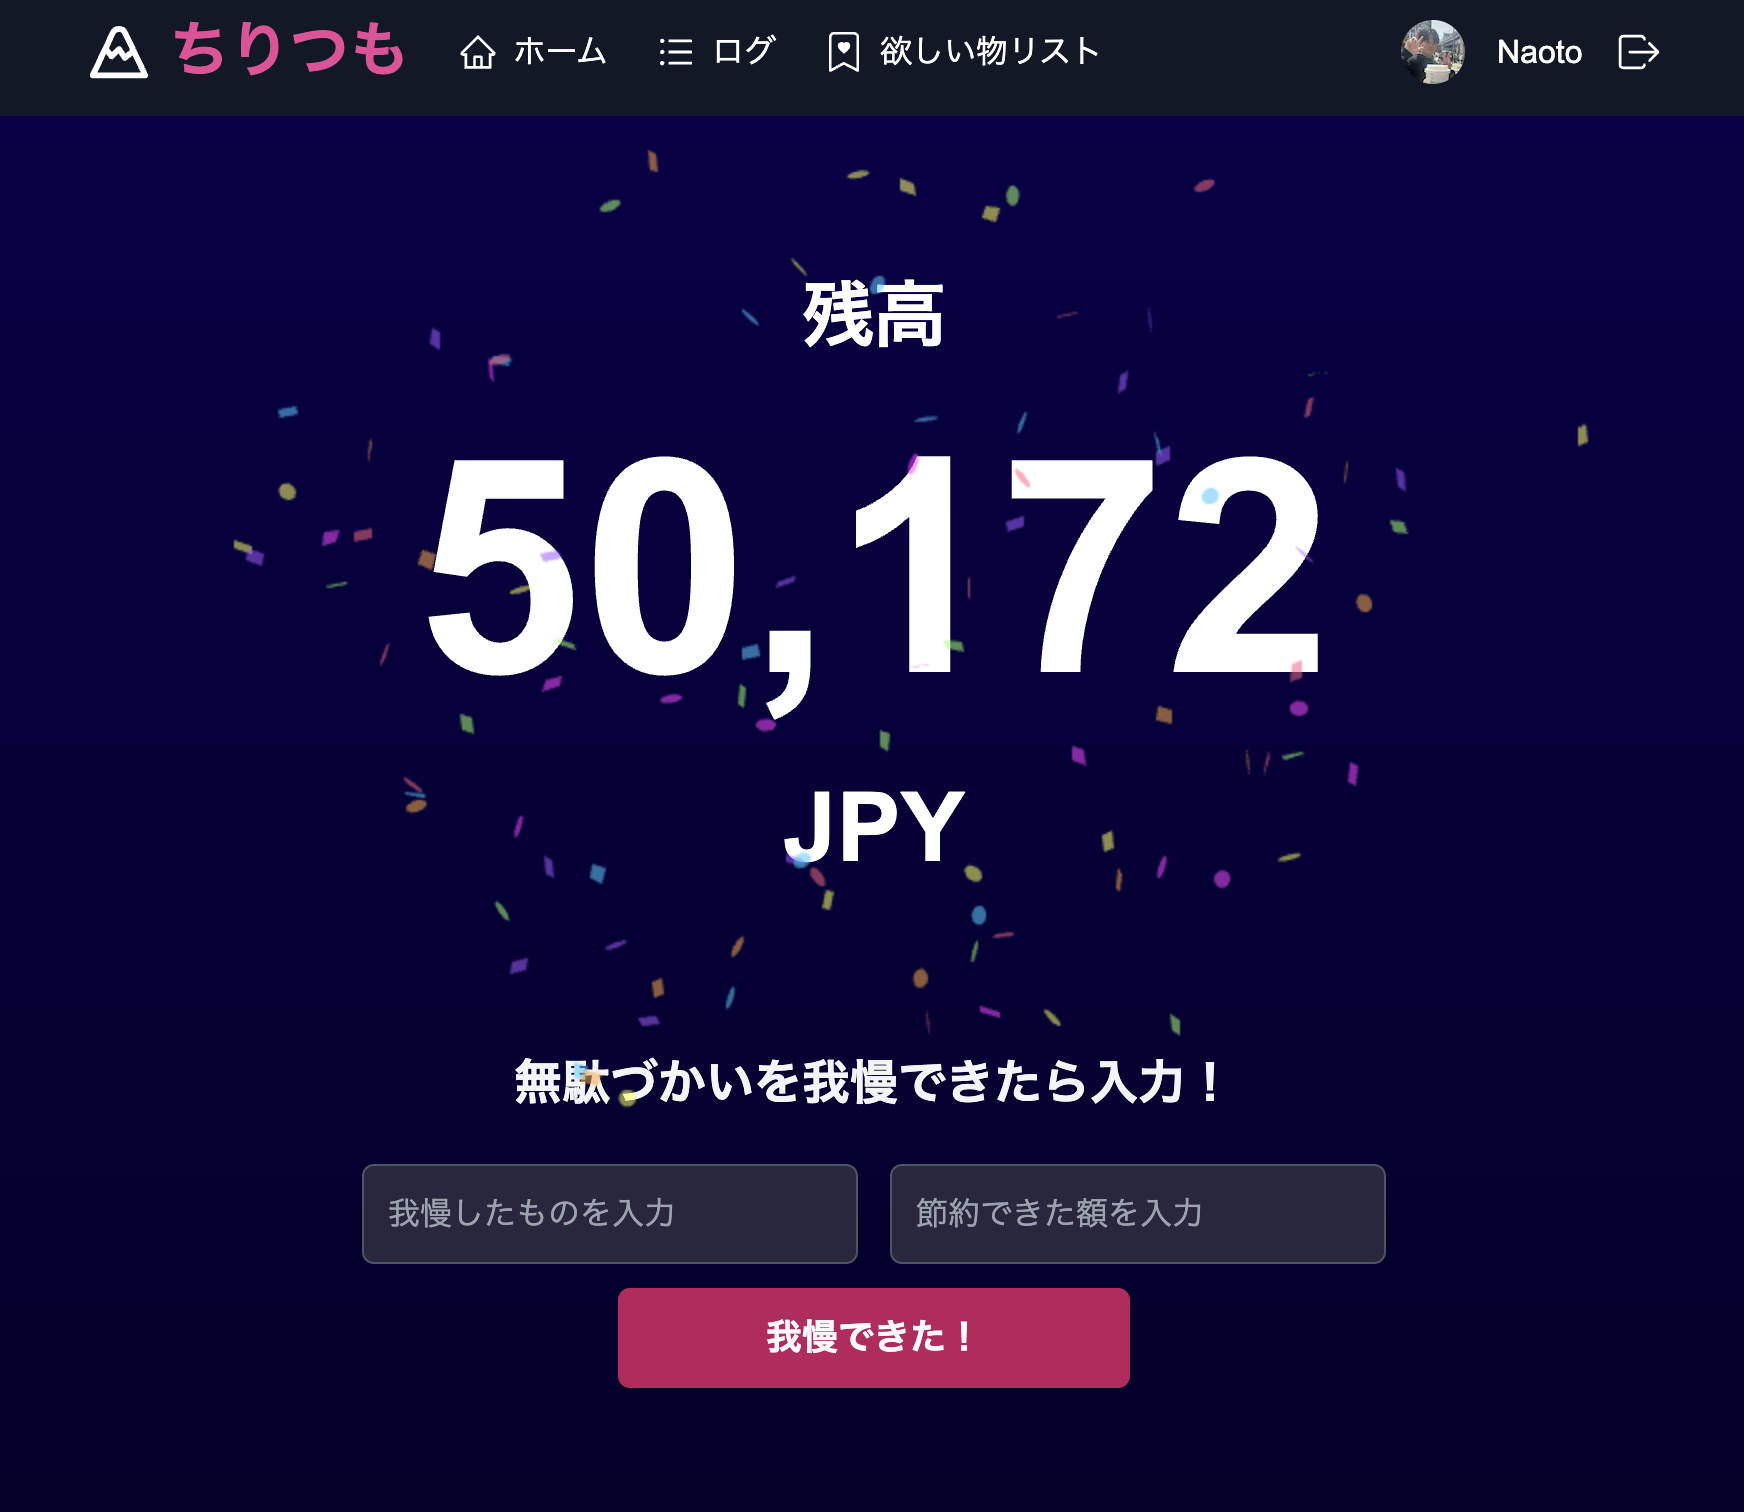 ちりつも ホーム ログ 欲しい物リスト Naoto
残高
50,172
JPY
無駄づかいを我慢できたら入力！
我慢したものを入力 節約できた額を入力
我慢できた！